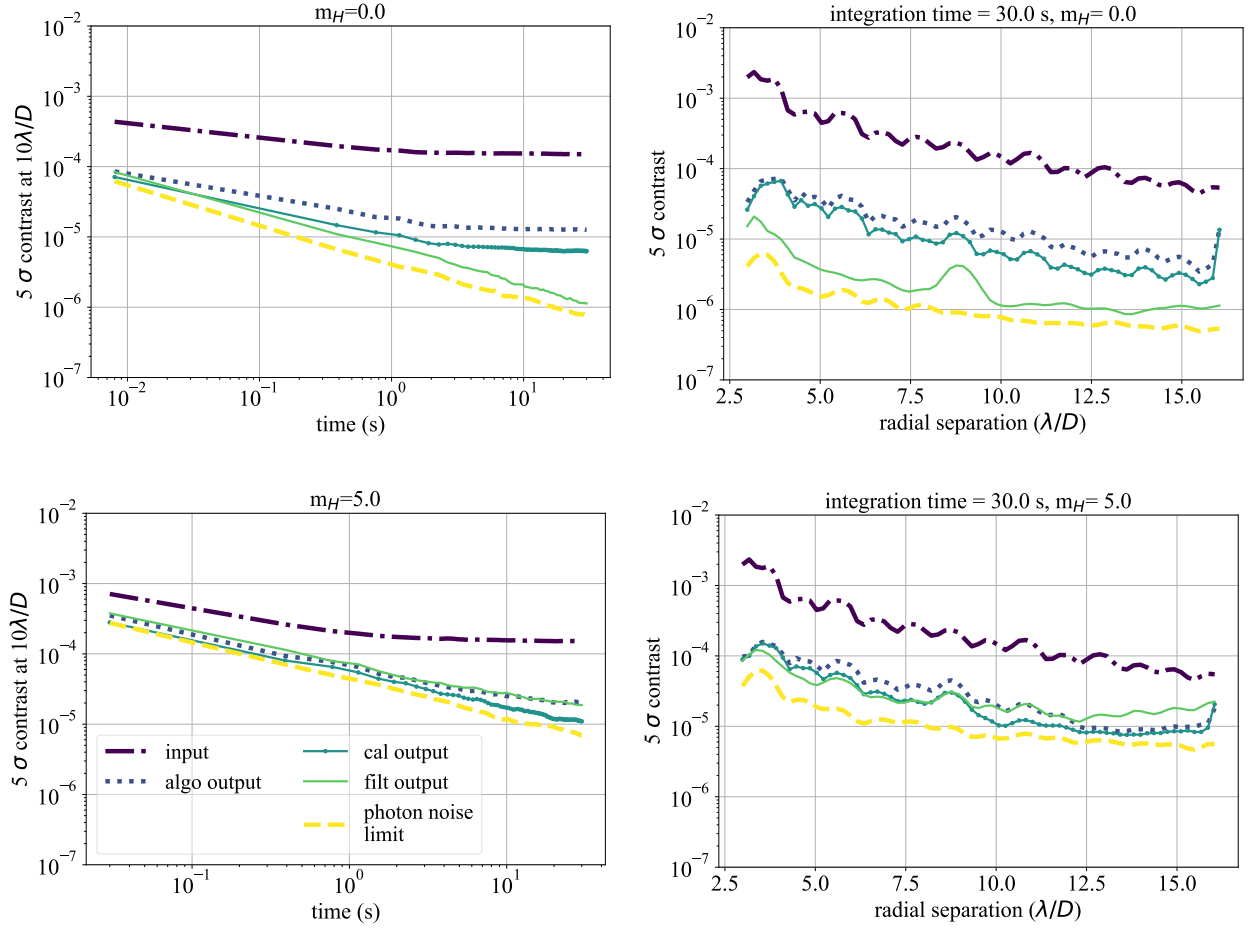 m_H=0.0
5 σ contrast at 10λ/D
10^−2
10^−3
10^−4
10^−5
10^−6
10^−7
10^−2 10^−1 10^0 10^1
time (s)
integration time = 30.0 s, m_H= 0.0
5 σ contrast
10^−2
10^−3
10^−4
10^−5
10^−6
10^−7
2.5 5.0 7.5 10.0 12.5 15.0
radial separation (λ/D)
m_H=5.0
5 σ contrast at 10λ/D
10^−2
10^−3
10^−4
10^−5
10^−6
10^−7
input
algo output
cal output
filt output
photon noise
limit
10^−1 10^0 10^1
time (s)
integration time = 30.0 s, m_H= 5.0
5 σ contrast
10^−2
10^−3
10^−4
10^−5
10^−6
10^−7
2.5 5.0 7.5 10.0 12.5 15.0
radial separation (λ/D)